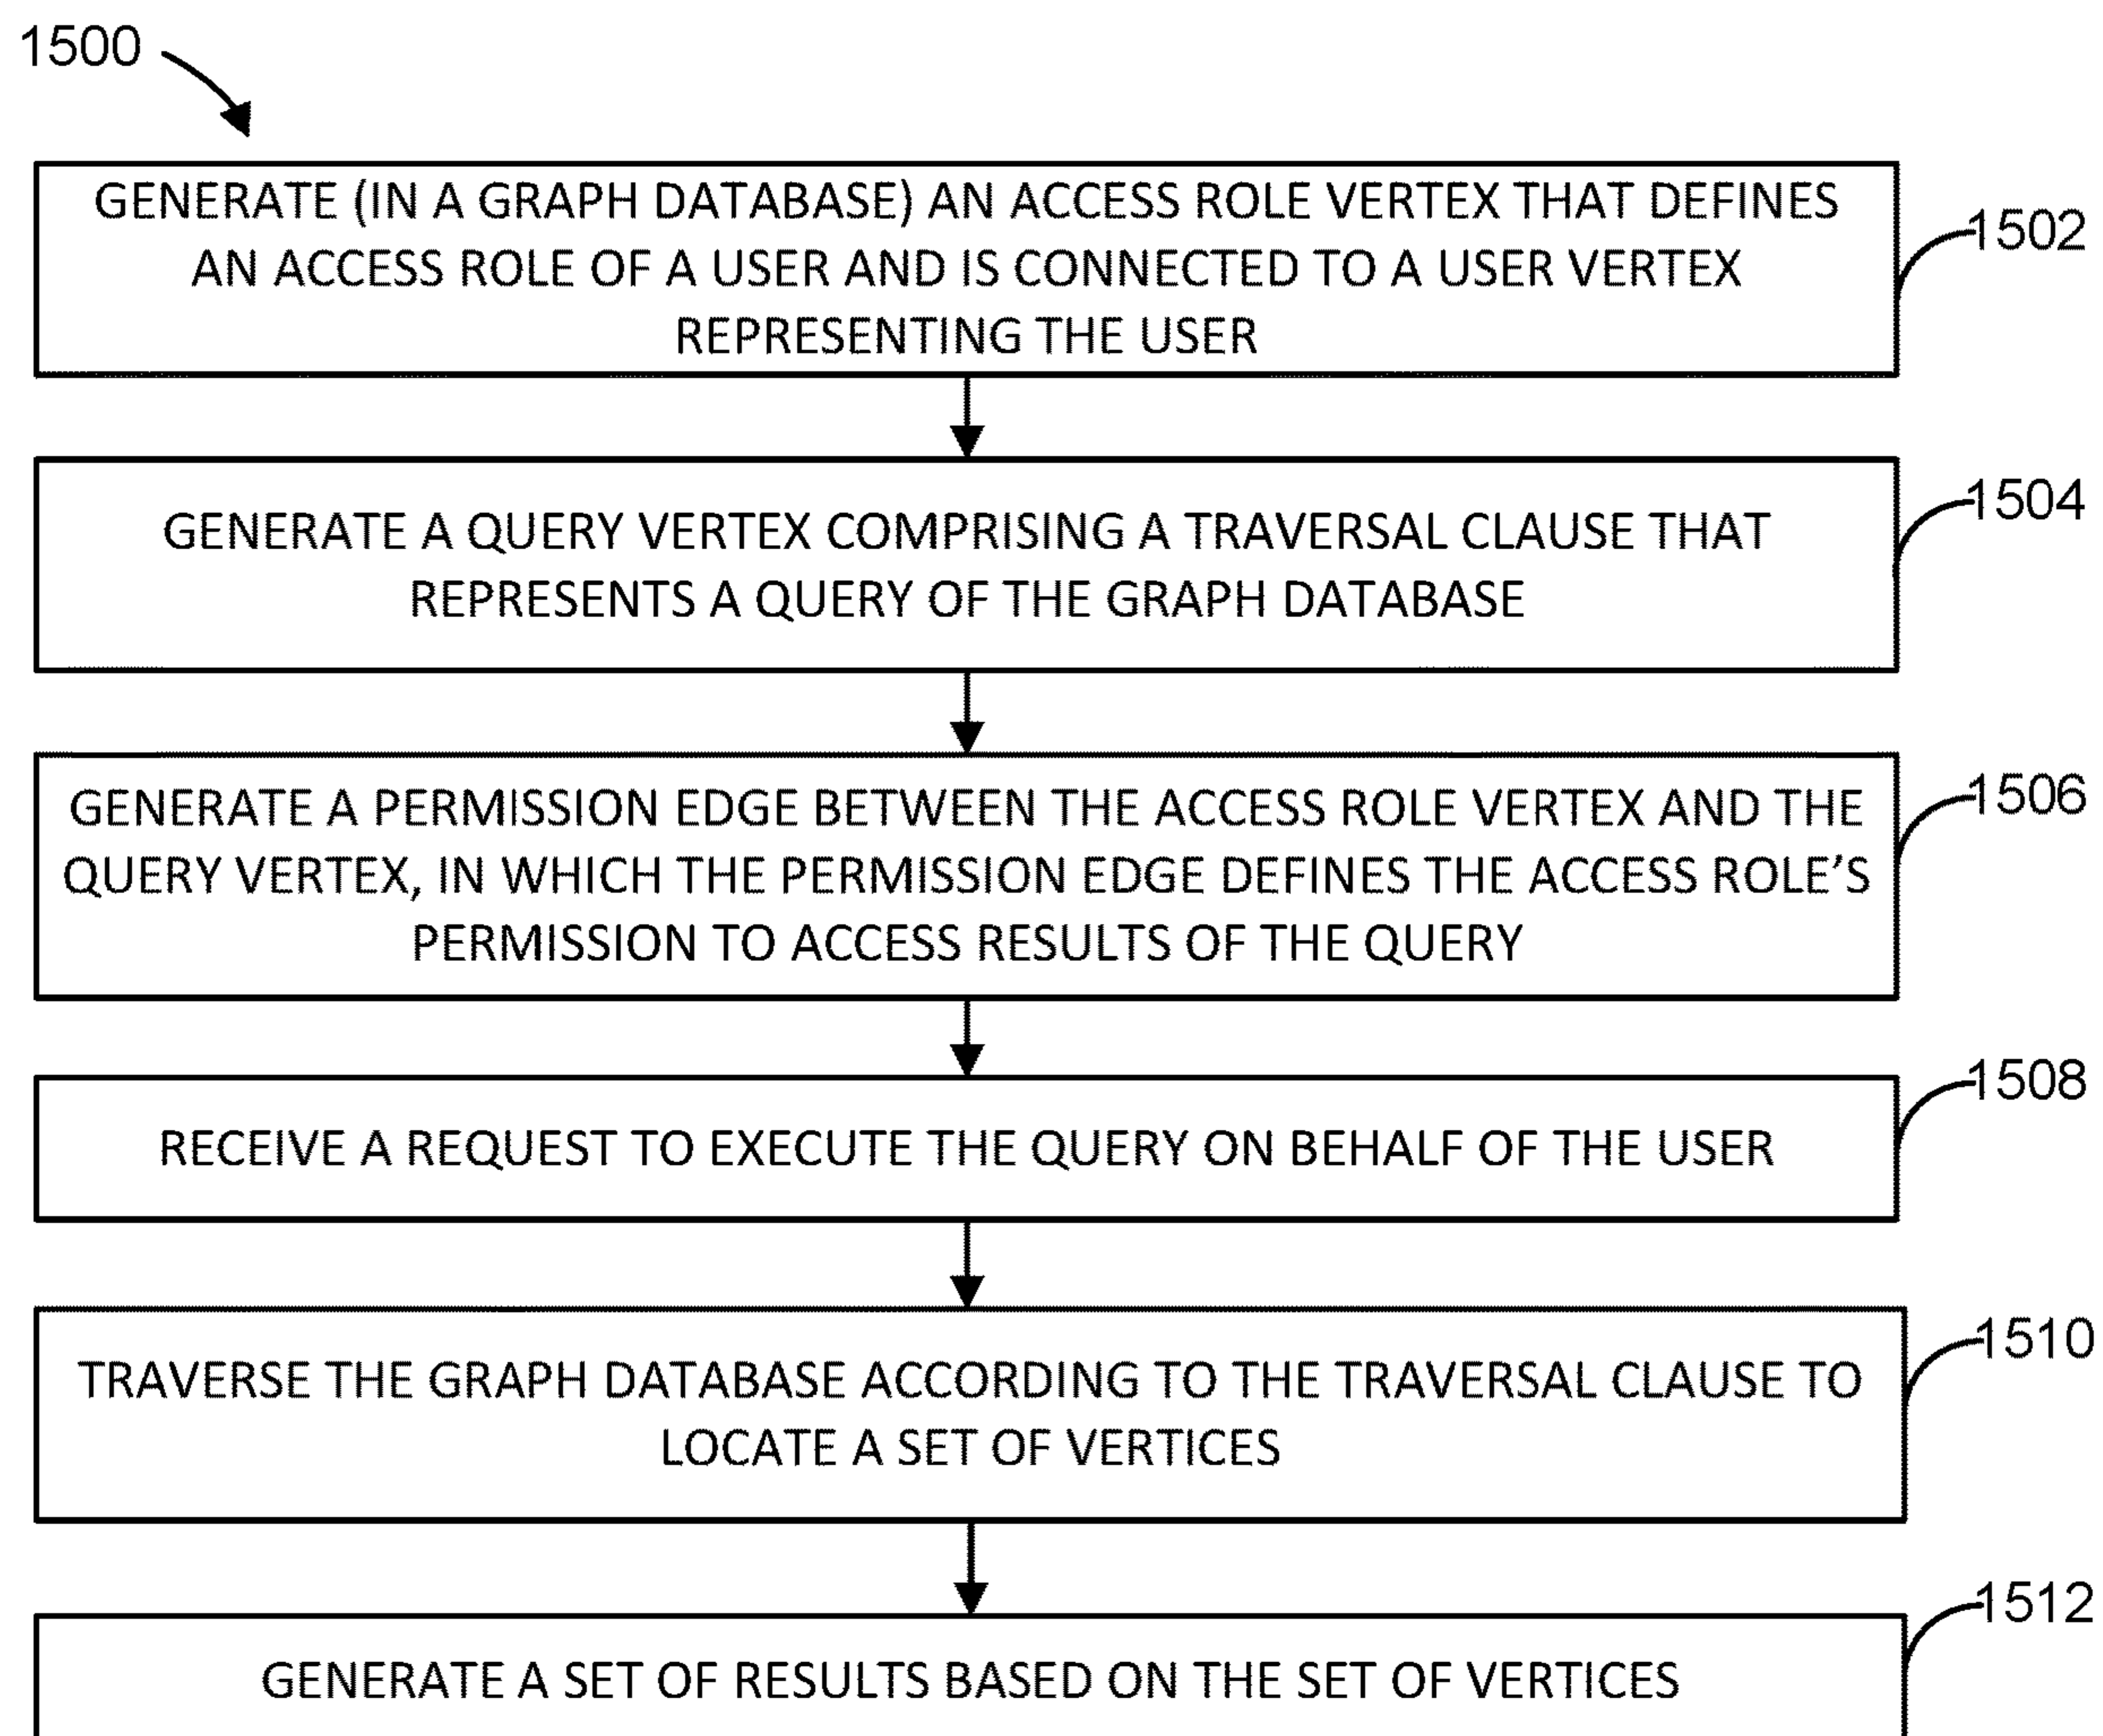 1500
GENERATE (IN A GRAPH DATABASE) AN ACCESS ROLE VERTEX THAT DEFINES
AN ACCESS ROLE OF A USER AND IS CONNECTED TO A USER VERTEX
REPRESENTING THE USER
1502
GENERATE A QUERY VERTEX COMPRISING A TRAVERSAL CLAUSE THAT
REPRESENTS A QUERY OF THE GRAPH DATABASE
1504
GENERATE A PERMISSION EDGE BETWEEN THE ACCESS ROLE VERTEX AND THE
QUERY VERTEX, IN WHICH THE PERMISSION EDGE DEFINES THE ACCESS ROLE’S
PERMISSION TO ACCESS RESULTS OF THE QUERY
1506
RECEIVE A REQUEST TO EXECUTE THE QUERY ON BEHALF OF THE USER
1508
TRAVERSE THE GRAPH DATABASE ACCORDING TO THE TRAVERSAL CLAUSE TO
LOCATE A SET OF VERTICES
1510
GENERATE A SET OF RESULTS BASED ON THE SET OF VERTICES
1512